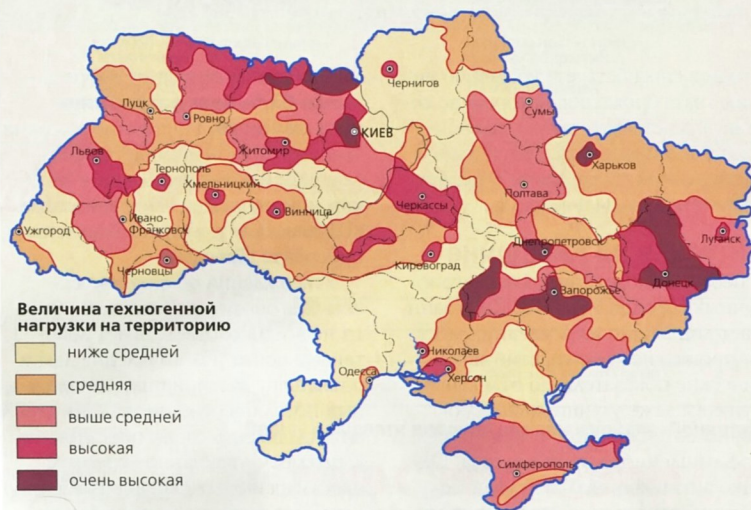 Чернигов
Луцк
Ровно
Сумы
КИЕВ
Житомир
Львов
Харьков
Тернополь
Хмельницкий
Полтава
Черкассы
Винница
Ивано-
Франковск
Ужгород
Луганск
Днепропетровск
Черновцы
Кировоград
Донецк
Запорожье
Величина техногенной
нагрузки на территорию
ниже средней
средняя
выше средней
высокая
очень высокая
Николаев
Одесса
Херсон
Симферополь